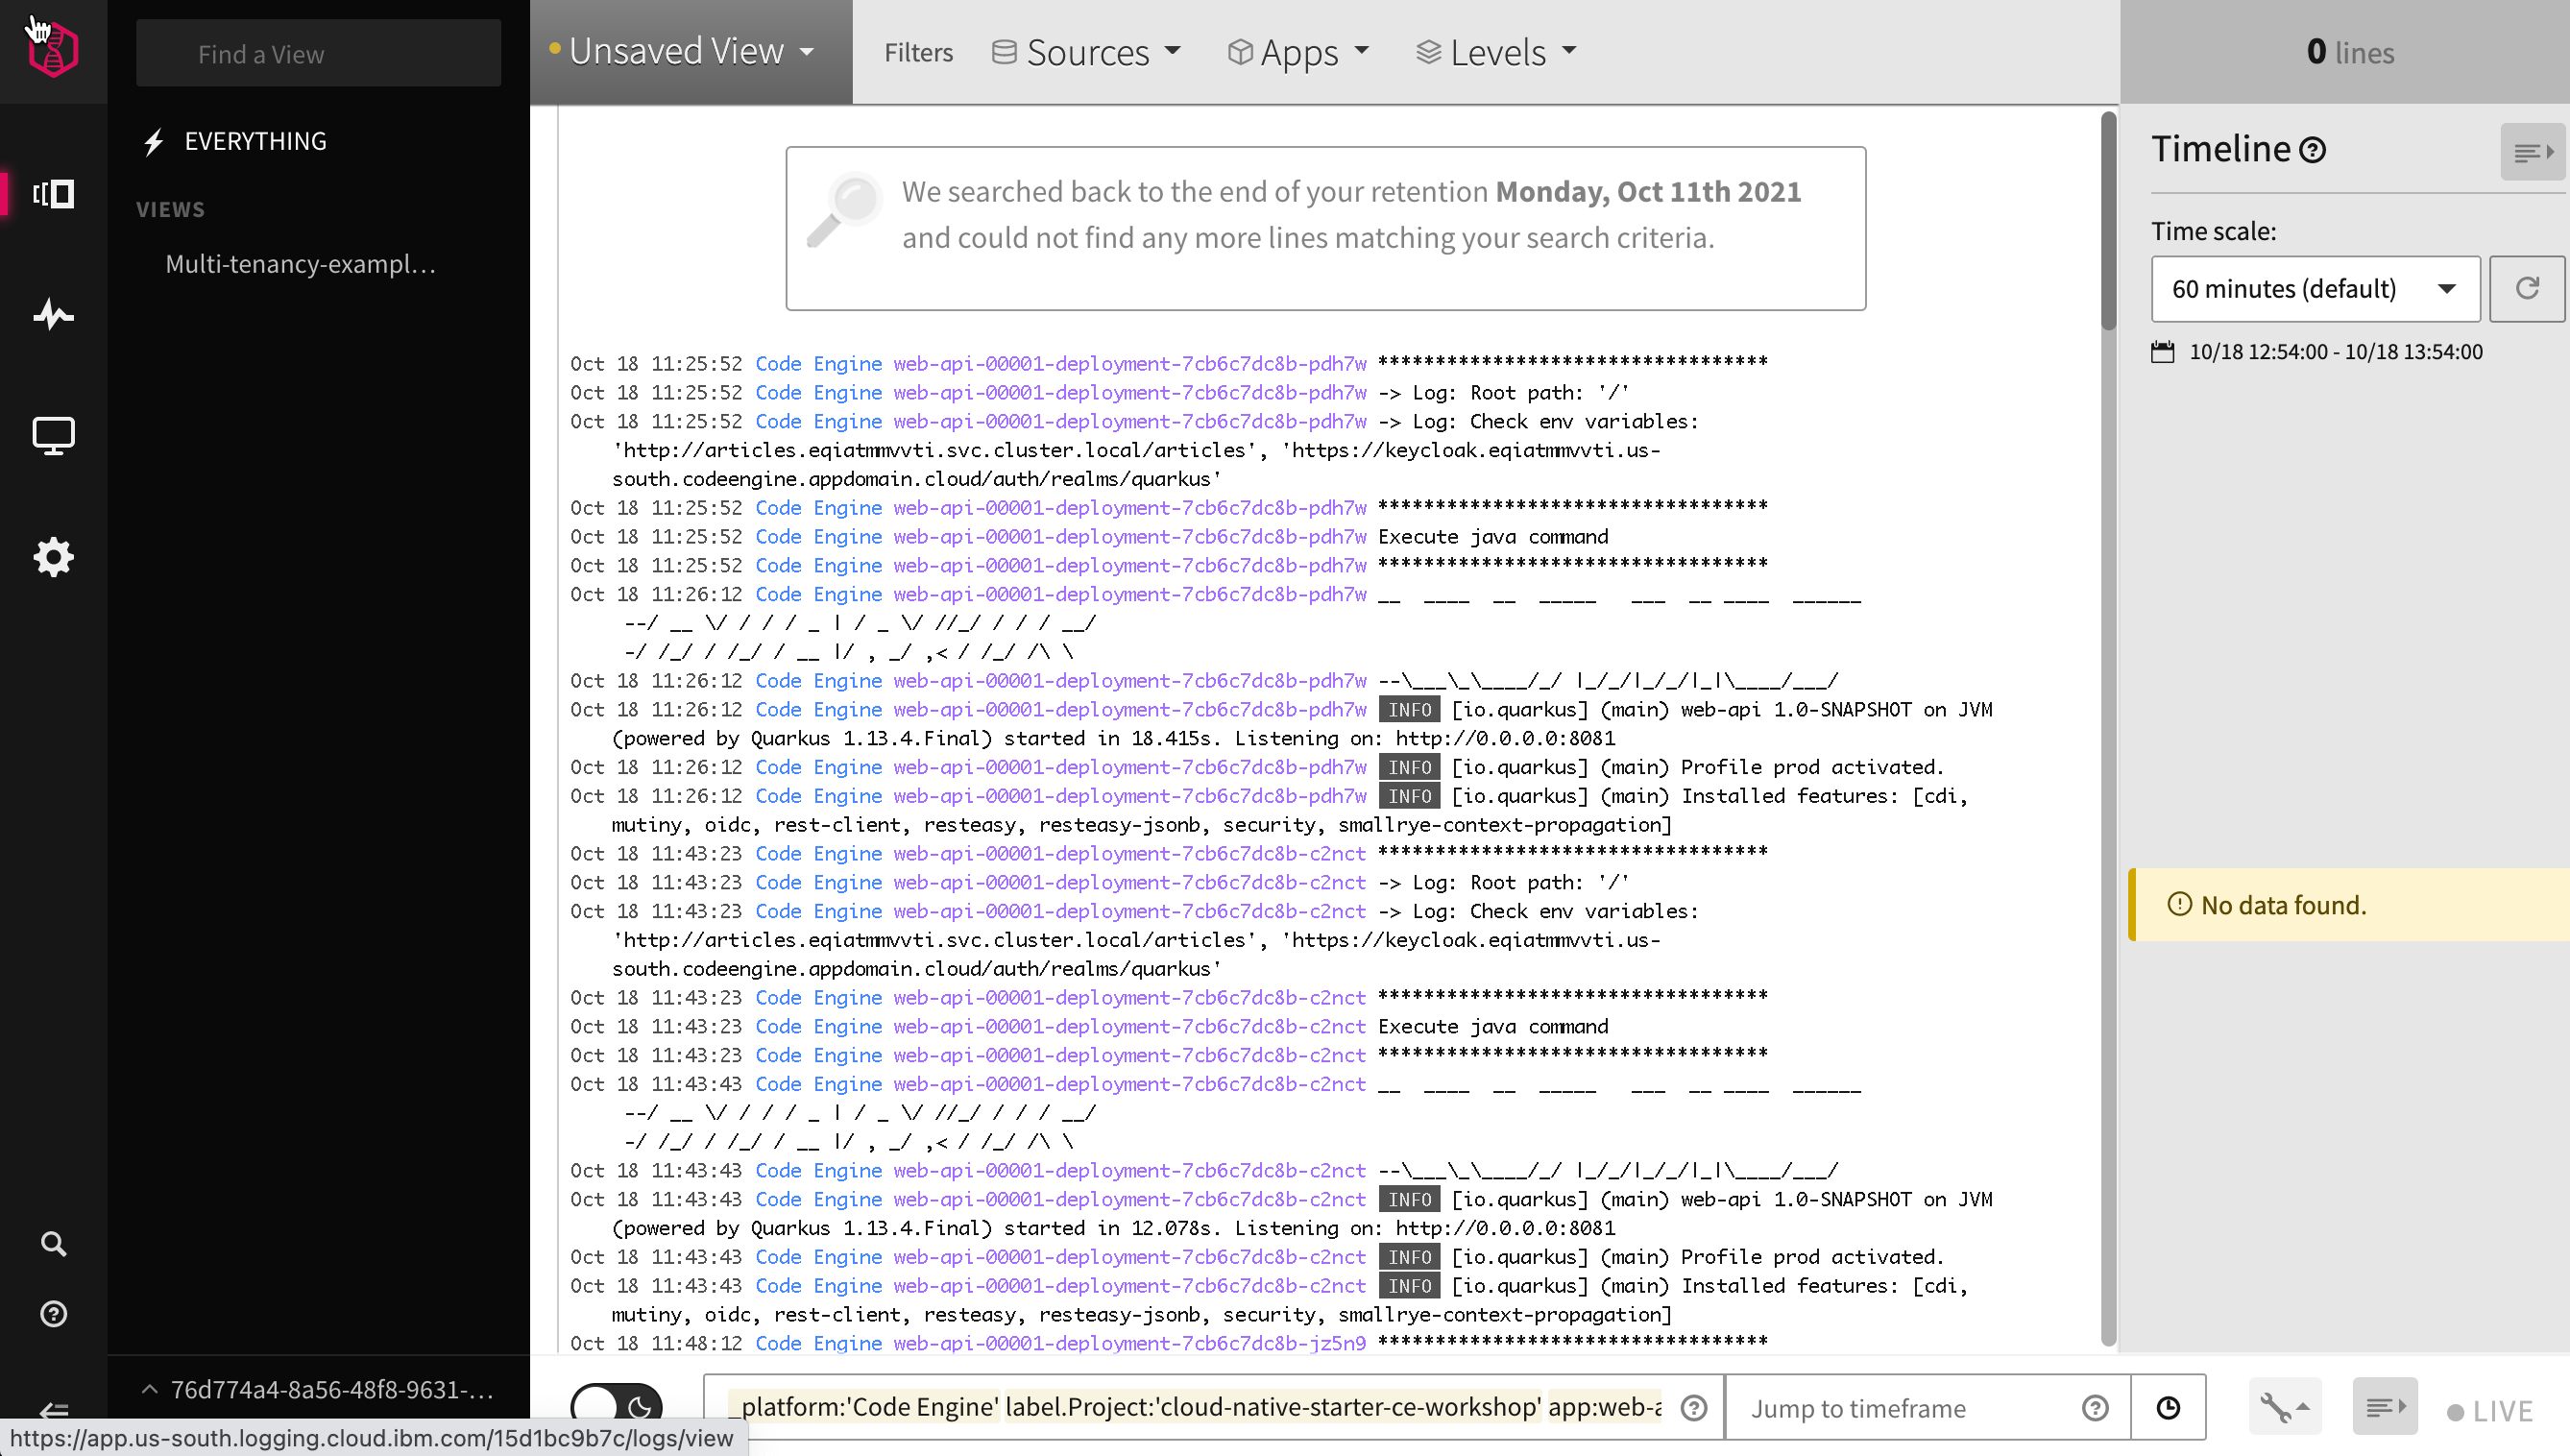 Find a View
EVERYTHING
VIEWS
Multi-tenancy-exampl...
76d774a4-8a56-48f8-9631-...
https://app.us-south.logging.cloud.ibm.com/15d1bc9b7c/logs/view
Unsaved View
Filters
Sources
Apps
Levels
0 lines
We searched back to the end of your retention Monday, Oct 11th 2021
and could not find any more lines matching your search criteria.
Oct 18 11:25:52 Code Engine web-api-00001-deployment-7cb6c7dc8b-pdh7w **********************************
Oct 18 11:25:52 Code Engine web-api-00001-deployment-7cb6c7dc8b-pdh7w -> Log: Root path: '/'
Oct 18 11:25:52 Code Engine web-api-00001-deployment-7cb6c7dc8b-pdh7w -> Log: Check env variables:
'http://articles.eqiatmmvvti.svc.cluster.local/articles', 'https://keycloak.eqiatmmvvti.us-
south.codeengine.appdomain.cloud/auth/realms/quarkus'
Oct 18 11:25:52 Code Engine web-api-00001-deployment-7cb6c7dc8b-pdh7w **********************************
Oct 18 11:25:52 Code Engine web-api-00001-deployment-7cb6c7dc8b-pdh7w Execute java command
Oct 18 11:25:52 Code Engine web-api-00001-deployment-7cb6c7dc8b-pdh7w **********************************
Oct 18 11:26:12 Code Engine web-api-00001-deployment-7cb6c7dc8b-pdh7w __  ____  __  _____   ___  __ ____  ______
--/ __ \/ / / / _ | / _ \/ //_/ / / / __/
-/ /_/ / /_/ / __ |/ , _/ ,< / /_/ /\ \
Oct 18 11:26:12 Code Engine web-api-00001-deployment-7cb6c7dc8b-pdh7w --\___\_\____/_/ |_/_/|_/_/|_|\____/___/
Oct 18 11:26:12 Code Engine web-api-00001-deployment-7cb6c7dc8b-pdh7w INFO [io.quarkus] (main) web-api 1.0-SNAPSHOT on JVM
(powered by Quarkus 1.13.4.Final) started in 18.415s. Listening on: http://0.0.0.0:8081
Oct 18 11:26:12 Code Engine web-api-00001-deployment-7cb6c7dc8b-pdh7w INFO [io.quarkus] (main) Profile prod activated.
Oct 18 11:26:12 Code Engine web-api-00001-deployment-7cb6c7dc8b-pdh7w INFO [io.quarkus] (main) Installed features: [cdi,
mutiny, oidc, rest-client, resteasy, resteasy-jsonb, security, smallrye-context-propagation]
Oct 18 11:43:23 Code Engine web-api-00001-deployment-7cb6c7dc8b-c2nct **********************************
Oct 18 11:43:23 Code Engine web-api-00001-deployment-7cb6c7dc8b-c2nct -> Log: Root path: '/'
Oct 18 11:43:23 Code Engine web-api-00001-deployment-7cb6c7dc8b-c2nct -> Log: Check env variables:
'http://articles.eqiatmmvvti.svc.cluster.local/articles', 'https://keycloak.eqiatmmvvti.us-
south.codeengine.appdomain.cloud/auth/realms/quarkus'
Oct 18 11:43:23 Code Engine web-api-00001-deployment-7cb6c7dc8b-c2nct **********************************
Oct 18 11:43:23 Code Engine web-api-00001-deployment-7cb6c7dc8b-c2nct Execute java command
Oct 18 11:43:23 Code Engine web-api-00001-deployment-7cb6c7dc8b-c2nct **********************************
Oct 18 11:43:43 Code Engine web-api-00001-deployment-7cb6c7dc8b-c2nct __  ____  __  _____   ___  __ ____  ______
--/ __ \/ / / / _ | / _ \/ //_/ / / / __/
-/ /_/ / /_/ / __ |/ , _/ ,< / /_/ /\ \
Oct 18 11:43:43 Code Engine web-api-00001-deployment-7cb6c7dc8b-c2nct --\___\_\____/_/ |_/_/|_/_/|_|\____/___/
Oct 18 11:43:43 Code Engine web-api-00001-deployment-7cb6c7dc8b-c2nct INFO [io.quarkus] (main) web-api 1.0-SNAPSHOT on JVM
(powered by Quarkus 1.13.4.Final) started in 12.078s. Listening on: http://0.0.0.0:8081
Oct 18 11:43:43 Code Engine web-api-00001-deployment-7cb6c7dc8b-c2nct INFO [io.quarkus] (main) Profile prod activated.
Oct 18 11:43:43 Code Engine web-api-00001-deployment-7cb6c7dc8b-c2nct INFO [io.quarkus] (main) Installed features: [cdi,
mutiny, oidc, rest-client, resteasy, resteasy-jsonb, security, smallrye-context-propagation]
Oct 18 11:48:12 Code Engine web-api-00001-deployment-7cb6c7dc8b-jz5n9 **********************************
_platform:'Code Engine' label.Project:'cloud-native-starter-ce-workshop' app:web-a
Jump to timeframe
LIVE
Timeline
Time scale:
60 minutes (default)
10/18 12:54:00 - 10/18 13:54:00
No data found.